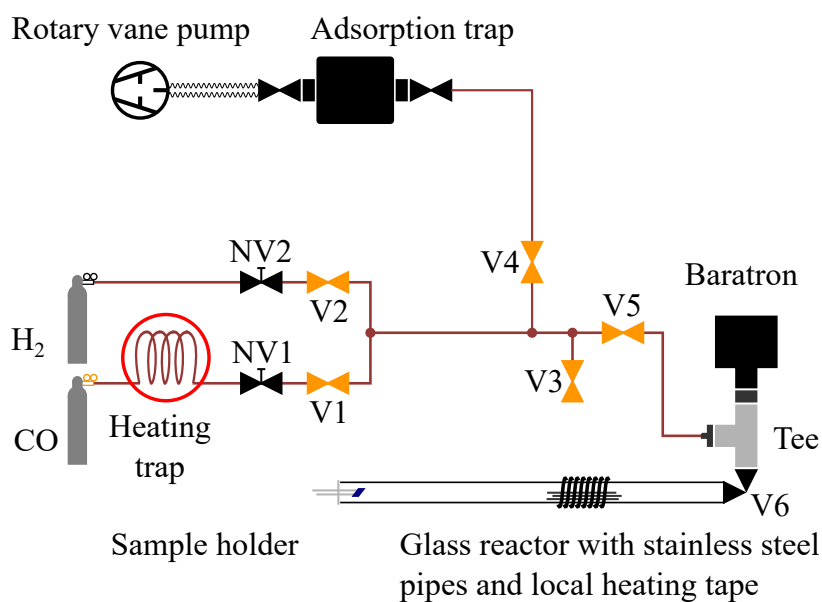 Rotary vane pump
Adsorption trap
NV2
V4
Baratron
V2
V5
H2
NV1
V3
CO
Heating
trap
V1
Tee
V6
Sample holder
Glass reactor with stainless steel
pipes and local heating tape